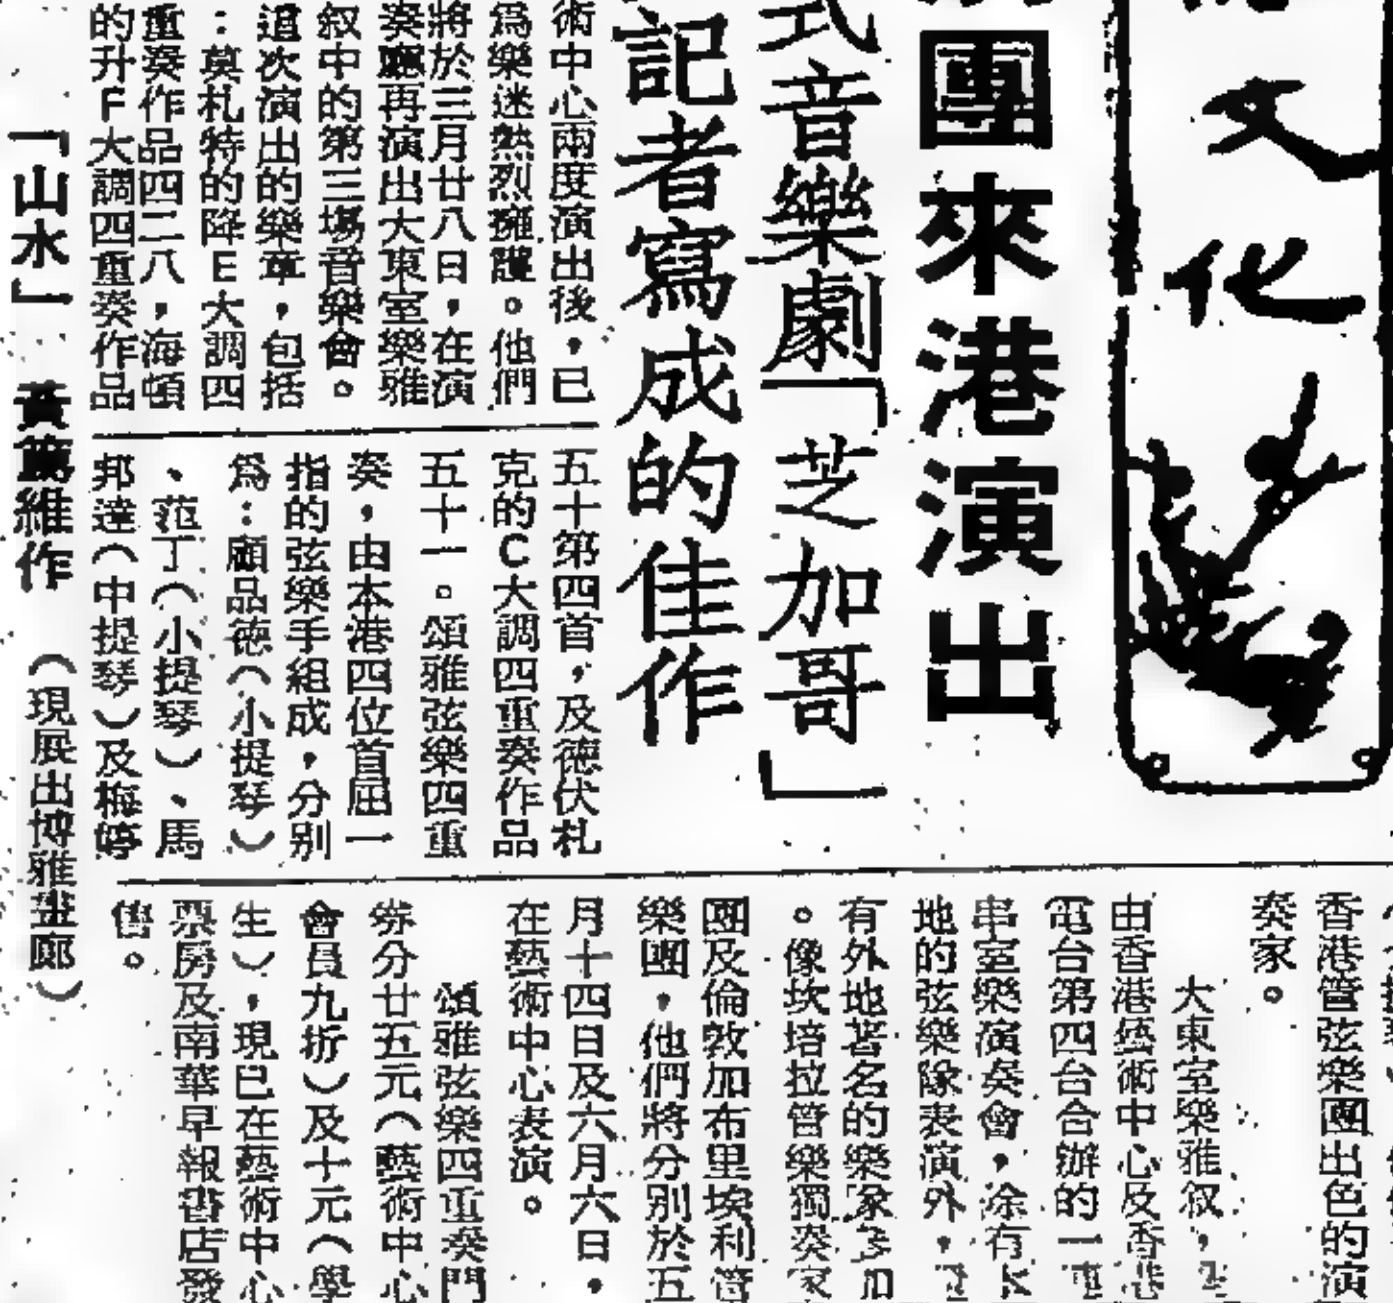 文化
團來港演出
式音樂劇「芝加哥」
記者寫成的佳作
術中心兩度演出後，已
爲樂迷熱烈擁護。他們
將於三月廿八日，在演
奏廳再演出大東室樂雅
叙中的第三場音樂會。
這次演出的樂章，包括
：莫札特的降E大調四
重奏作品四二八，海頓
的升F大調四重奏作品
五十第四首，及德伏札
克的C大調四重奏作品
五十一。頌雅弦樂四重
奏，由本港四位首屈一
指的弦樂手組成，分別
爲：顧品德（小提琴）
、范丁（小提琴）、馬
邦達（中提琴）及梅婷
香港管弦樂團出色的演
奏家。
大東室樂雅叙，
由香港藝術中心及香港
電台第四台合辦的一連
串室樂演奏會，除有本
地的弦樂隊表演外，
有外地著名的樂家參加
。像坎培拉管樂獨奏家
團及倫敦加布里埃利管
樂團，他們將分別於五
月十四日及六月六日，
在藝術中心表演。
頌雅弦樂四重奏門
券分廿五元（藝術中心
會員九折）及十元（學
生），現已在藝術中心
票房及南華早報書店發
售。
「山水」 黃篤維作 （現展出博雅畫廊）